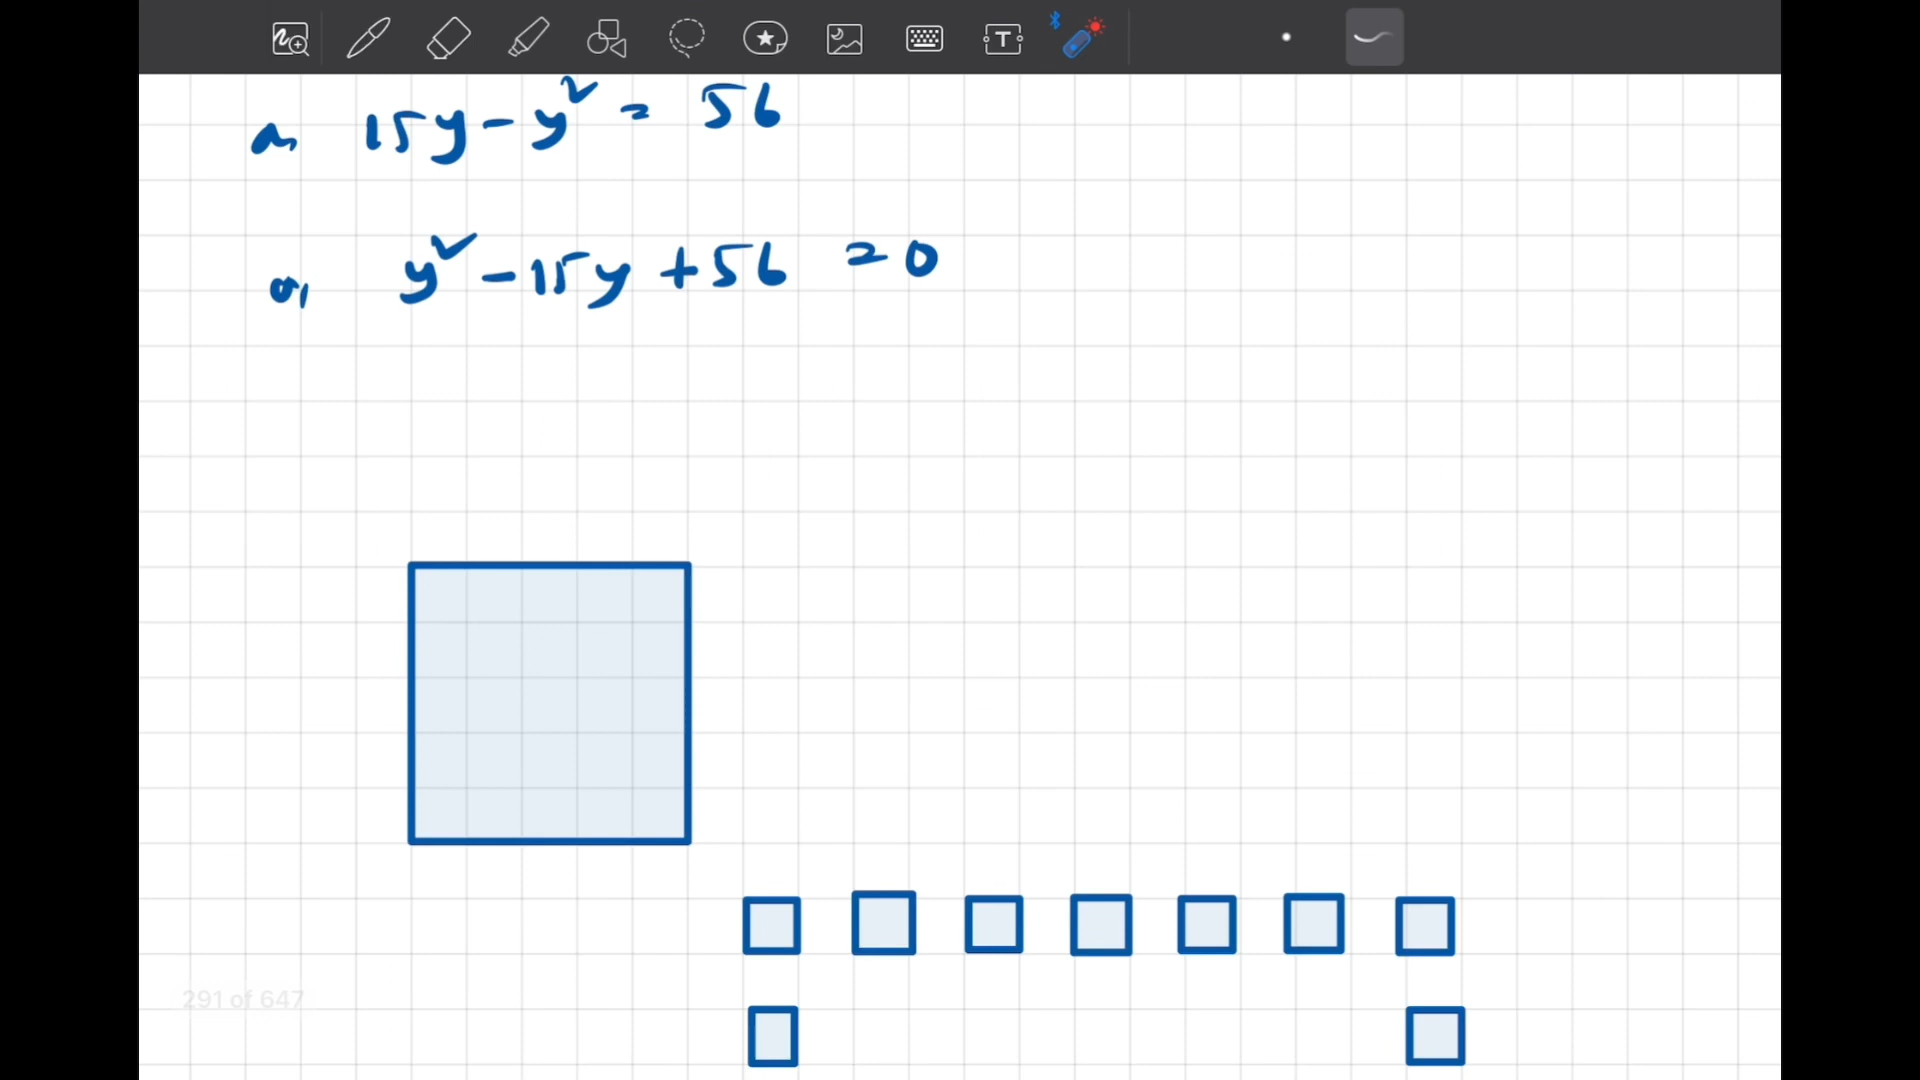 or, 15y - y² = 56
or, y² - 15y + 56 = 0
291 of 647